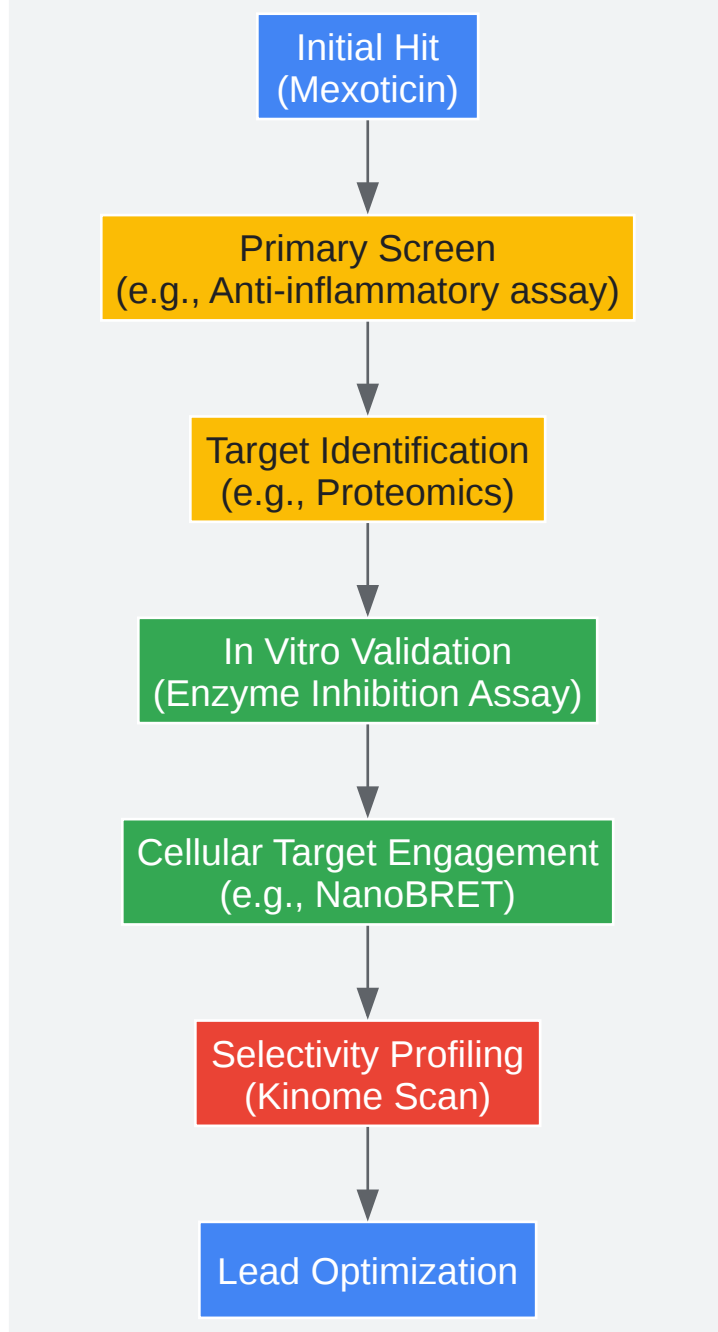 Initial Hit
(Mexoticin)
Primary Screen
(e.g., Anti-inflammatory assay)
Target Identification
(e.g., Proteomics)
In Vitro Validation
(Enzyme Inhibition Assay)
Cellular Target Engagement
(e.g., NanoBRET)
Selectivity Profiling
(Kinome Scan)
Lead Optimization